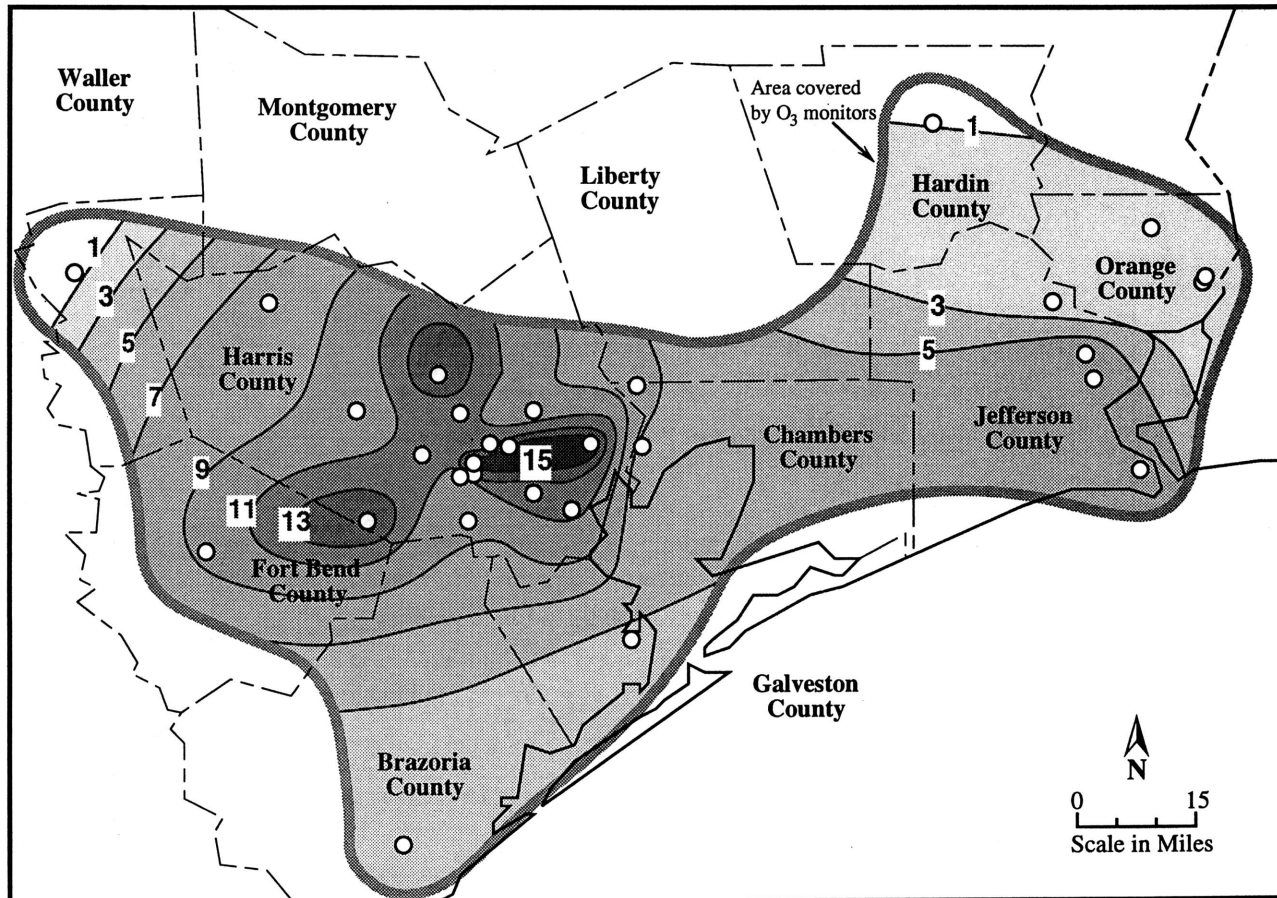 Waller
County
Montgomery
County
Liberty
County
Area covered
by O3 monitors
1
Hardin
County
Orange
County
1
3
5
7
9
11
13
15
3
5
Harris
County
Chambers
County
Jefferson
County
Fort Bend
County
Galveston
County
Brazoria
County
N
0 15
Scale in Miles